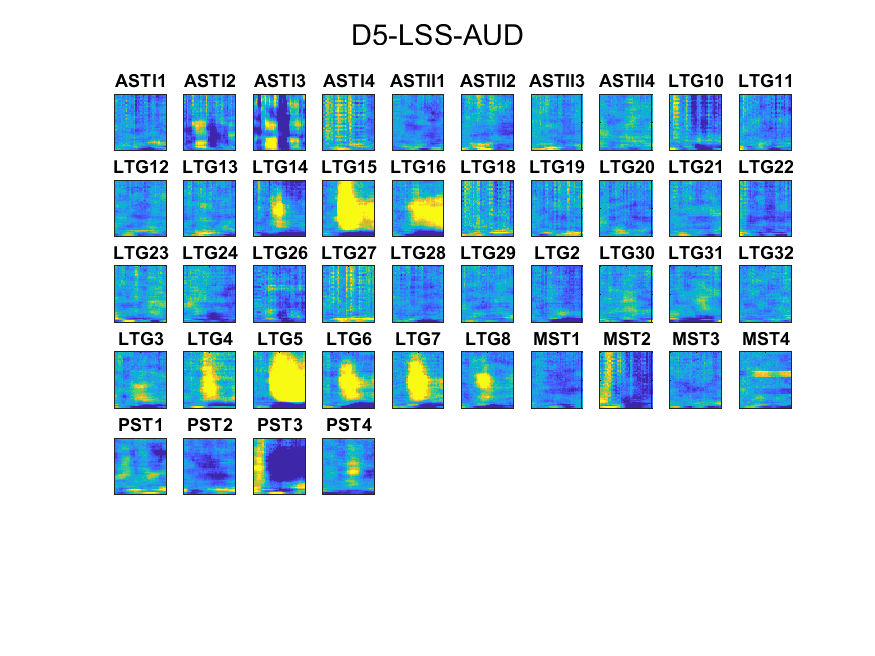 D5-LSS-AUD
ASTI1 ASTI2 ASTI3 ASTI4 ASTII1 ASTII2 ASTII3 ASTII4 LTG10 LTG11
LTG12 LTG13 LTG14 LTG15 LTG16 LTG18 LTG19 LTG20 LTG21 LTG22
LTG23 LTG24 LTG26 LTG27 LTG28 LTG29 LTG2 LTG30 LTG31 LTG32
LTG3 LTG4 LTG5 LTG6 LTG7 LTG8 MST1 MST2 MST3 MST4
PST1 PST2 PST3 PST4